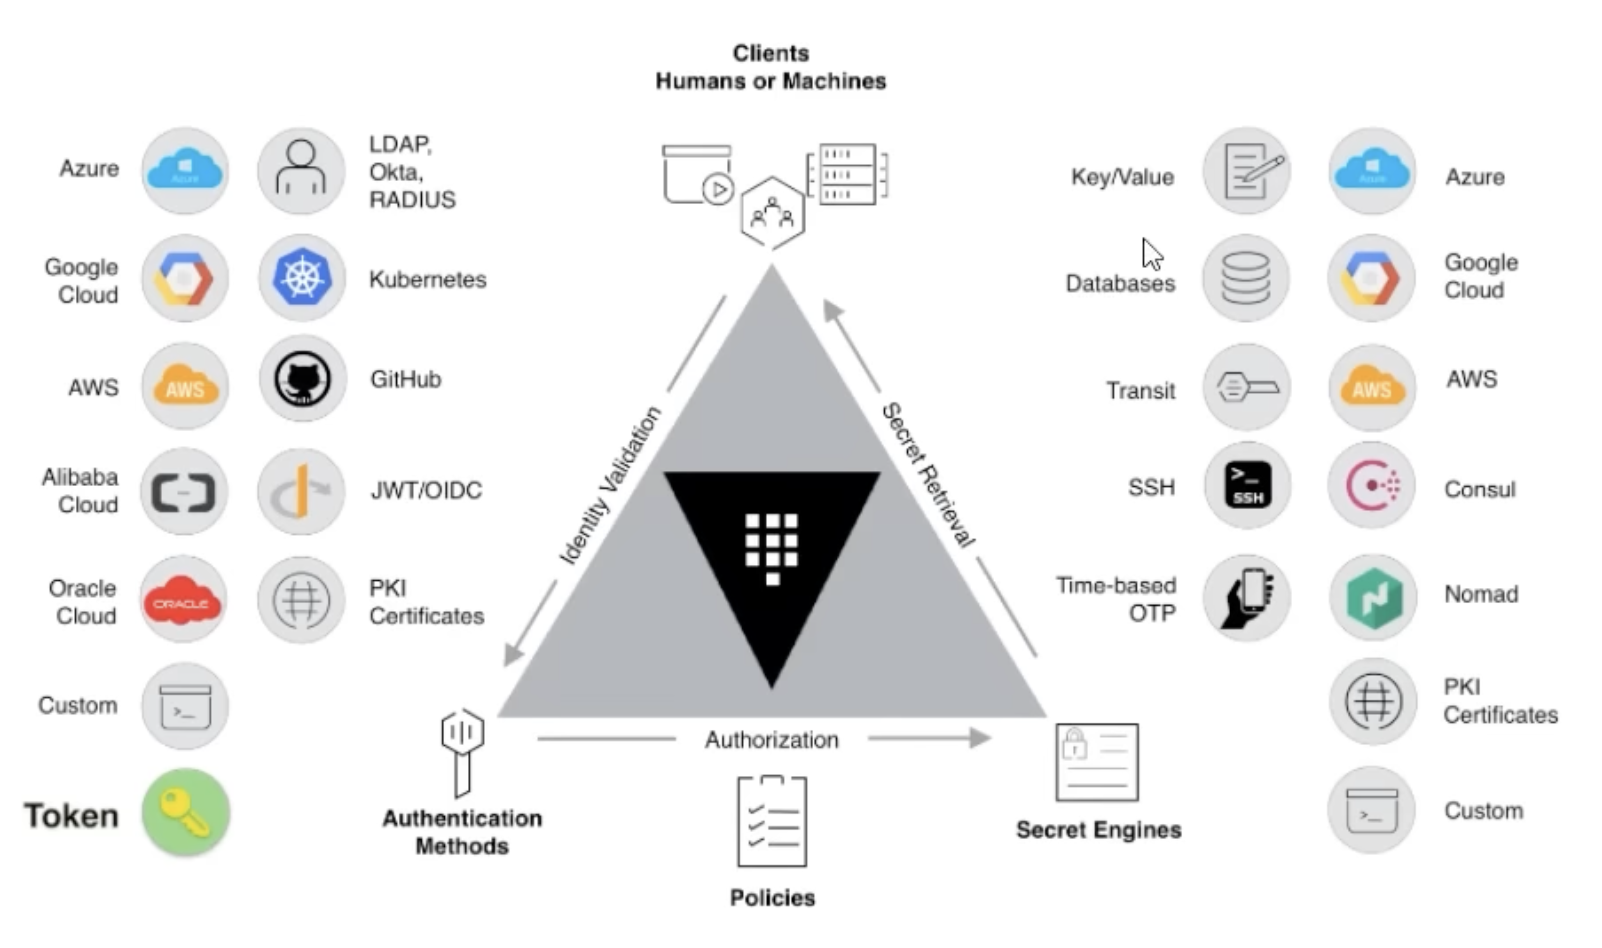 Clients
Humans or Machines
Azure
Azure
LDAP,
Okta,
RADIUS
Google
Cloud
Kubernetes
AWS
AWS
GitHub
Alibaba
Cloud
JWT/OIDC
Oracle
Cloud
ORACLE
PKI
Certificates
Custom
>_
Token
Identity Validation
Secret Retrieval
Authorization
Authentication
Methods
Policies
Secret Engines
Key/Value
Azure
Azure
Databases
Google
Cloud
Transit
AWS
AWS
SSH
>_
SSH
Consul
Time-based
OTP
Nomad
PKI
Certificates
>_
Custom